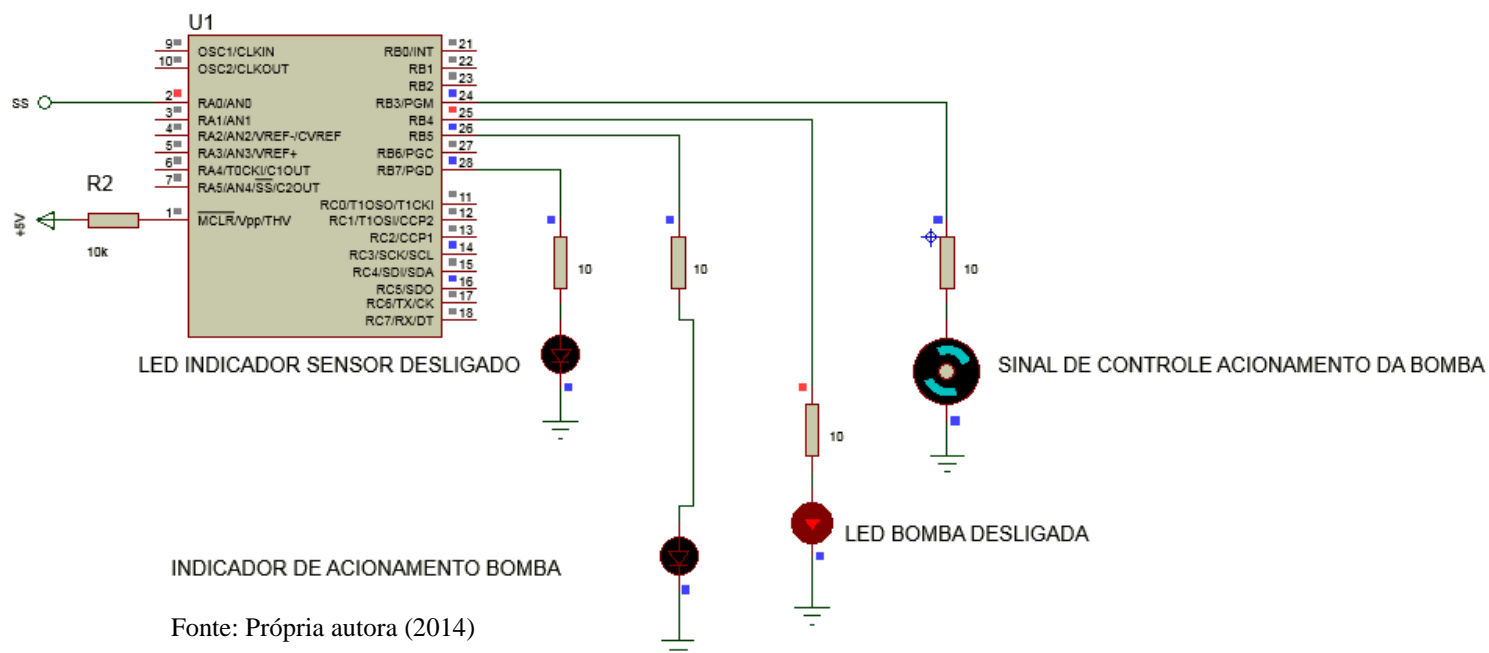 U1
9 OSC1/CLKIN
10 OSC2/CLKOUT
SS
2 RA0/AN0
3 RA1/AN1
4 RA2/AN2/VREF-/CVREF
5 RA3/AN3/VREF+
6 RA4/T0CKI/C1OUT
7 RA5/AN4/SS/C2OUT
R2
+5V
10k
1 MCLR/Vpp/THV
RB0/INT 21
RB1 22
RB2 23
RB3/PGM 24
RB4 25
RB5 26
RB6/PGC 27
RB7/PGD 28
RC0/T1OSO/T1CKI 11
RC1/T1OSI/CCP2 12
RC2/CCP1 13
RC3/SCK/SCL 14
RC4/SDI/SDA 15
RC5/SDO 16
RC6/TX/CK 17
RC7/RX/DT 18
10
10
10
LED INDICADOR SENSOR DESLIGADO
SINAL DE CONTROLE ACIONAMENTO DA BOMBA
10
LED BOMBA DESLIGADA
INDICADOR DE ACIONAMENTO BOMBA
Fonte: Própria autora (2014)